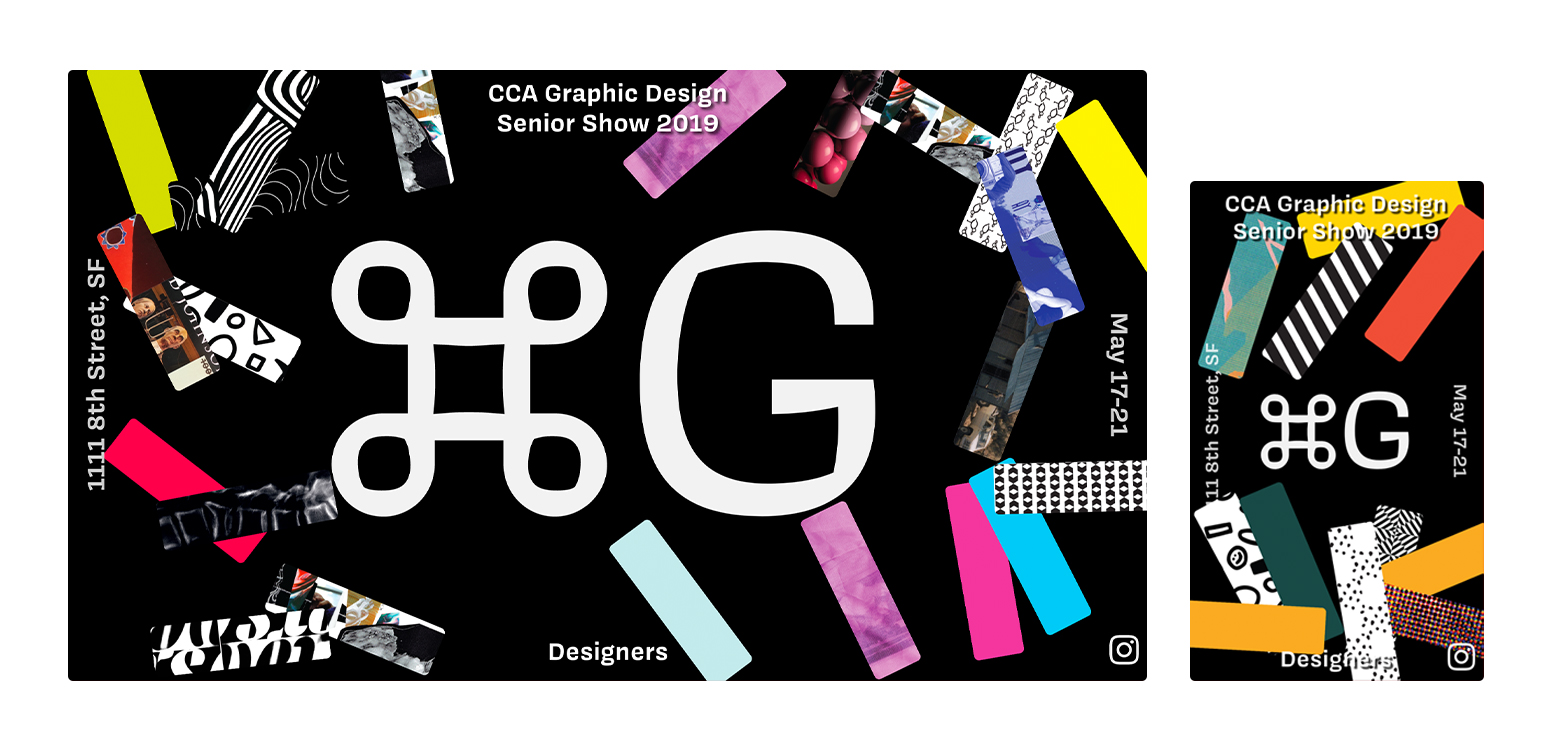 CCA Graphic Design
Senior Show 2019
1111 8th Street, SF
⌘G
May 17-21
Designers
CCA Graphic Design
Senior Show 2019
11 8th Street, SF
⌘G
May 17-21
Designers